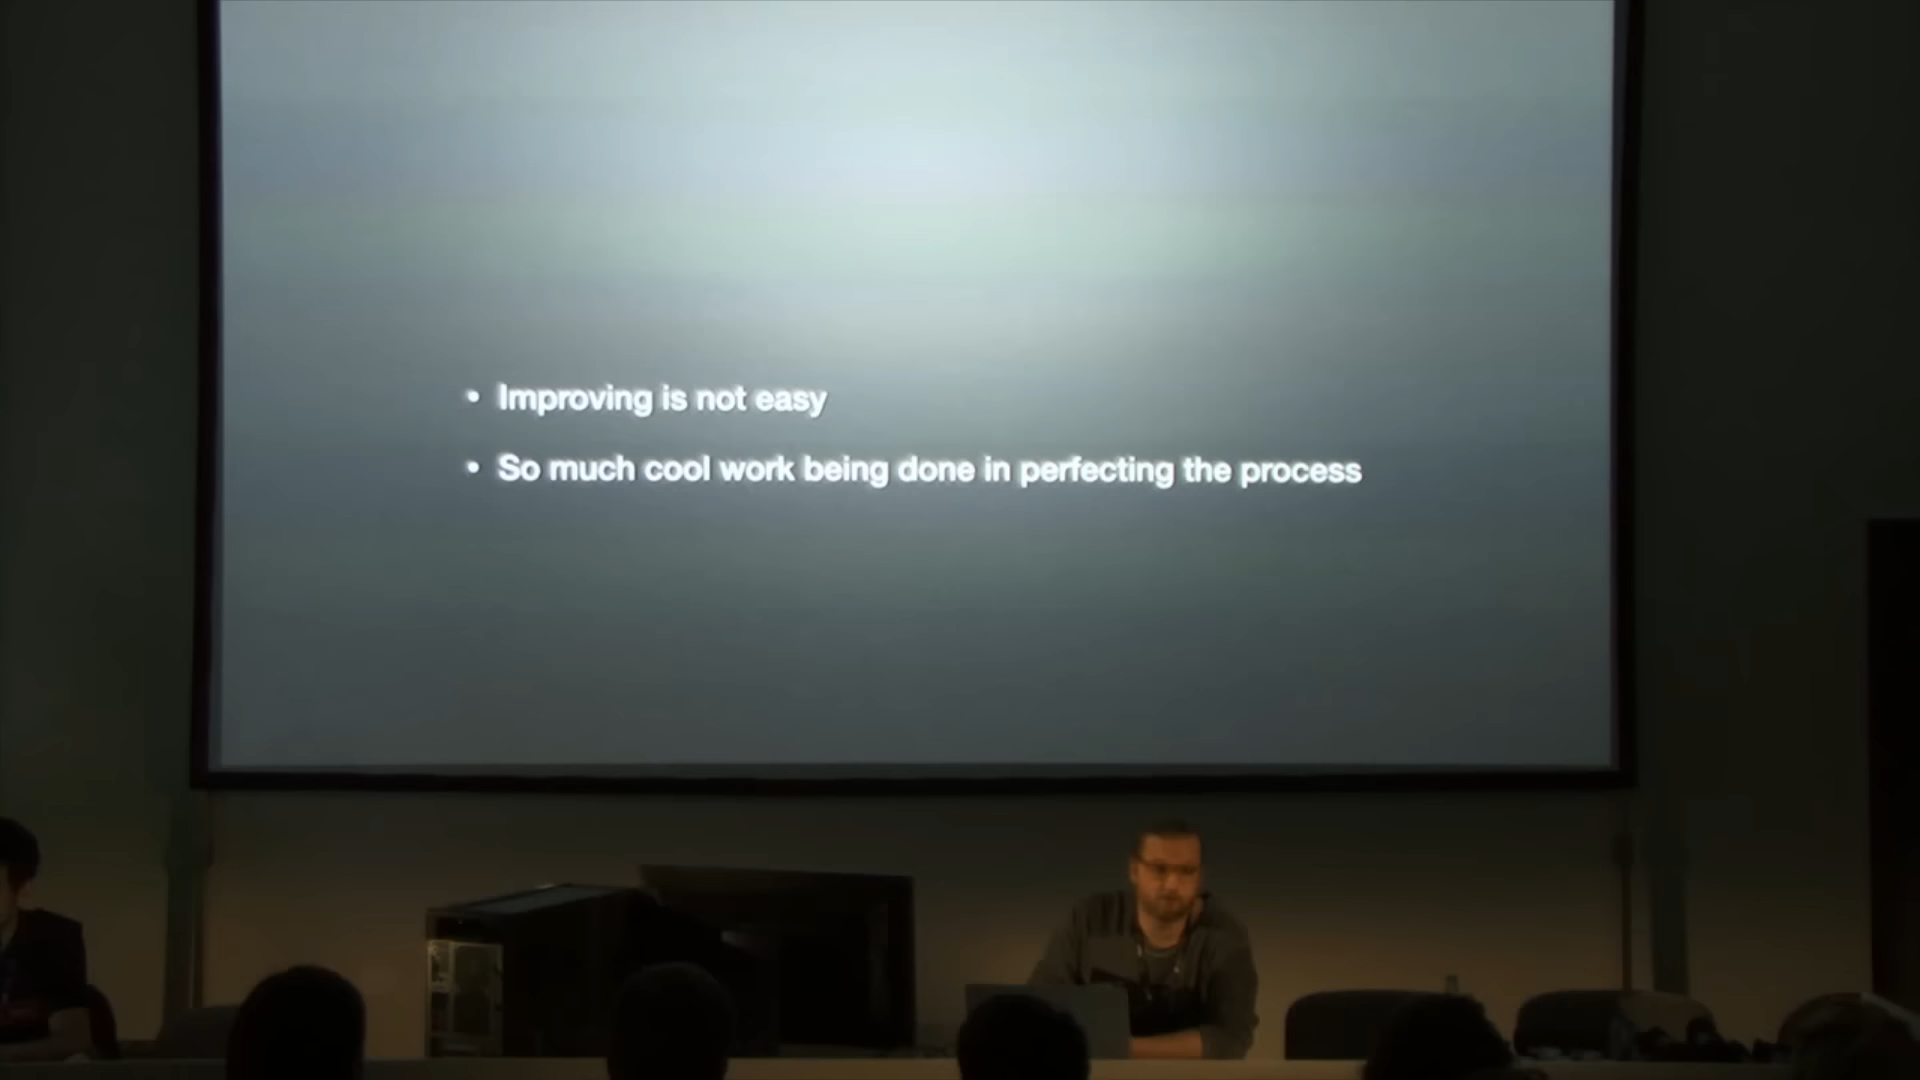 • Improving is not easy
• So much cool work being done in perfecting the process